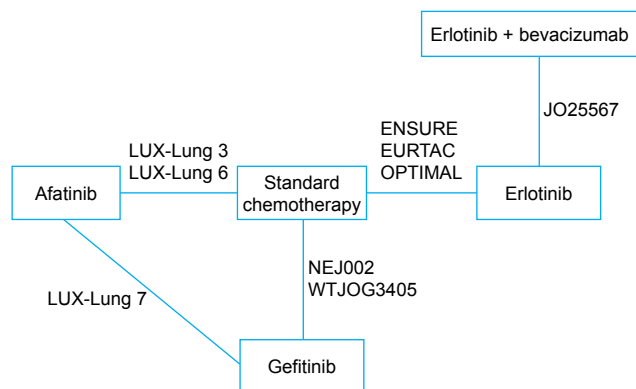 Erlotinib + bevacizumab
JO25567
ENSURE
EURTAC
OPTIMAL
LUX-Lung 3
LUX-Lung 6
Afatinib
Standard
chemotherapy
Erlotinib
NEJ002
WTJOG3405
LUX-Lung 7
Gefitinib